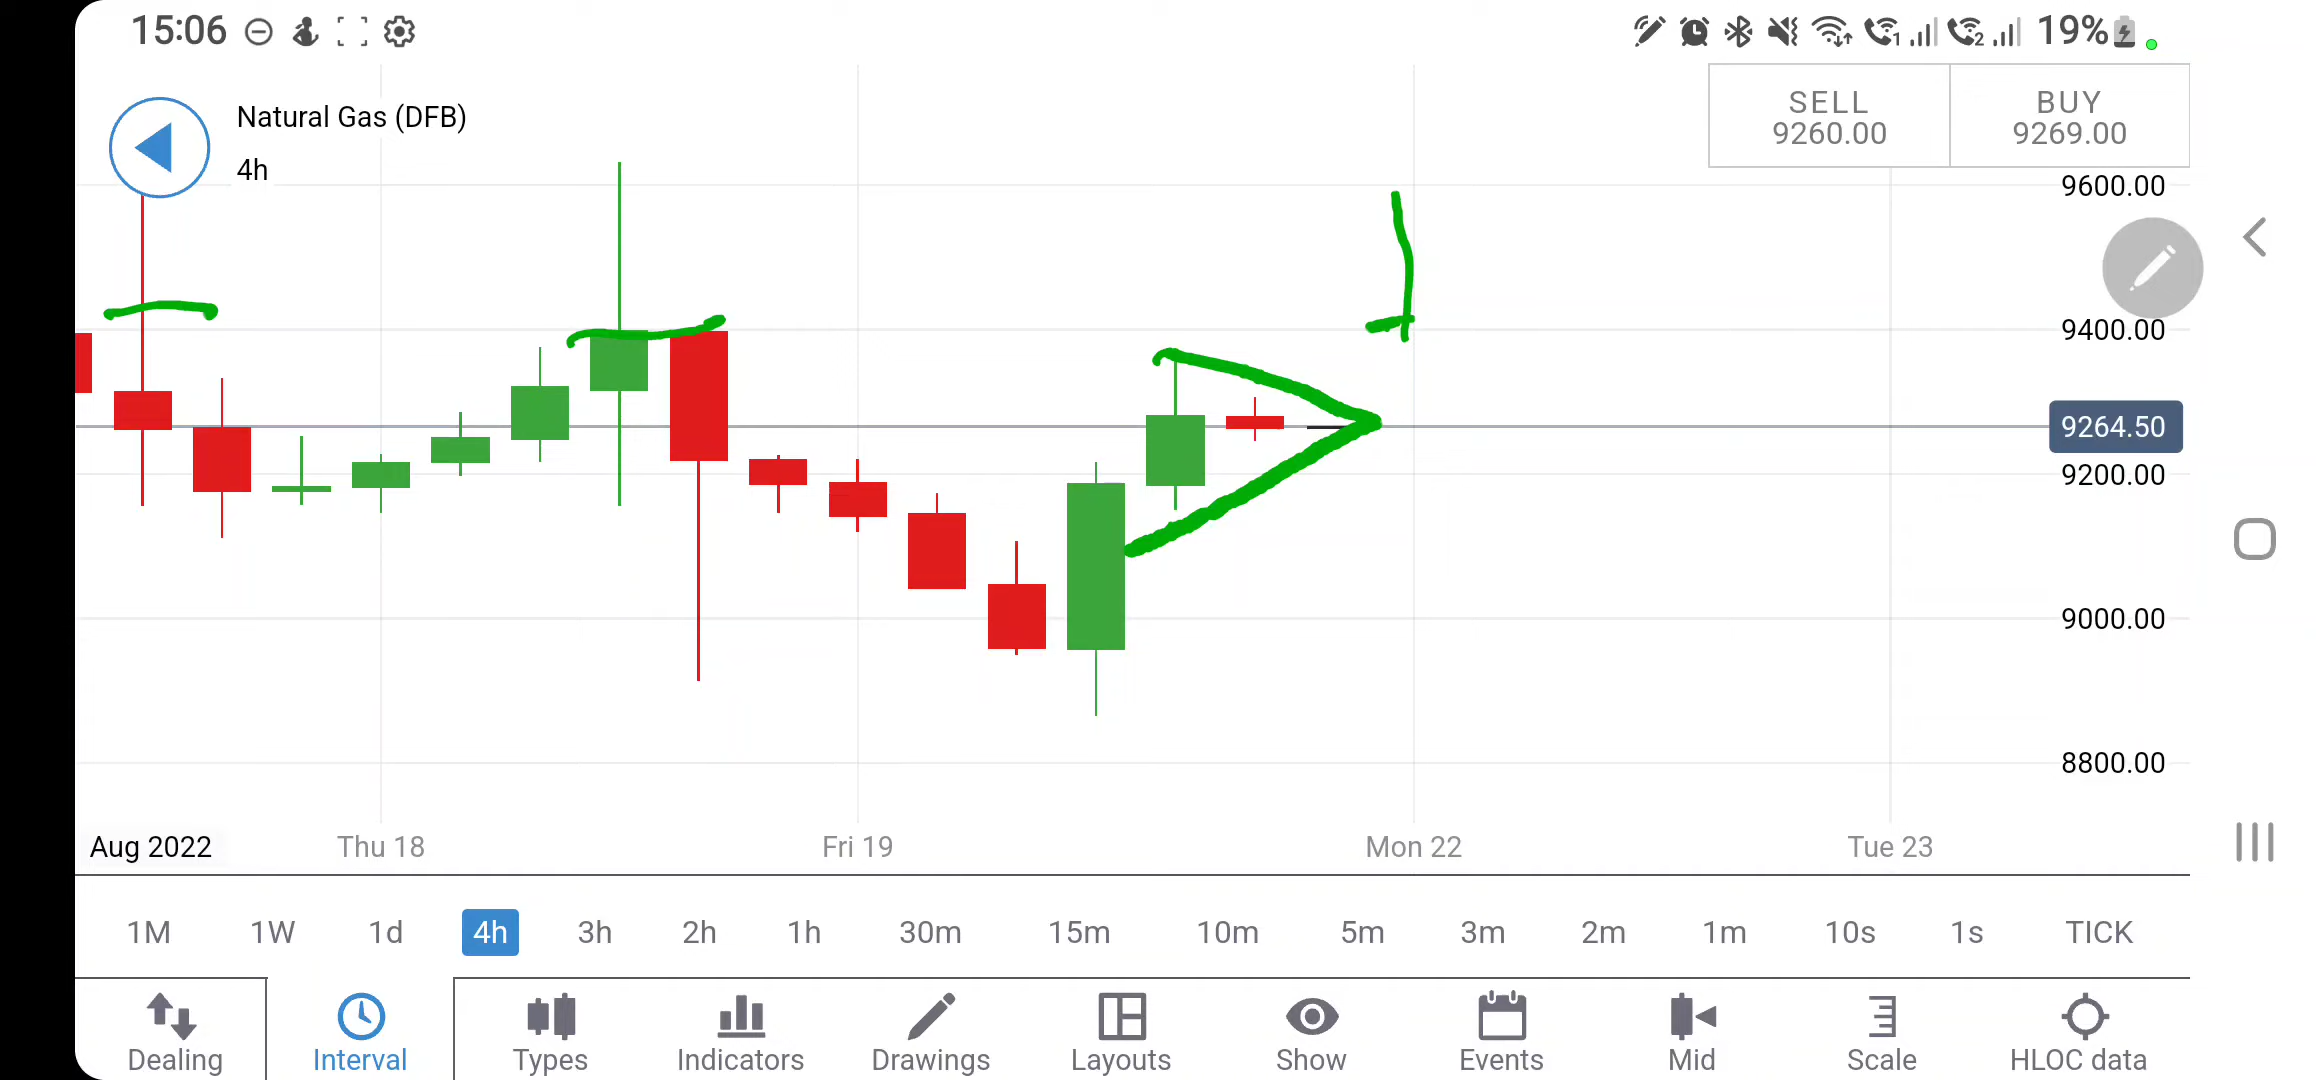 15:06
19%
Natural Gas (DFB)
4h
SELL
9260.00
BUY
9269.00
9600.00
9400.00
9264.50
9200.00
9000.00
8800.00
Aug 2022
Thu 18
Fri 19
Mon 22
Tue 23
1M
1W
1d
4h
3h
2h
1h
30m
15m
10m
5m
3m
2m
1m
10s
1s
TICK
Dealing
Interval
Types
Indicators
Drawings
Layouts
Show
Events
Mid
Scale
HLOC data